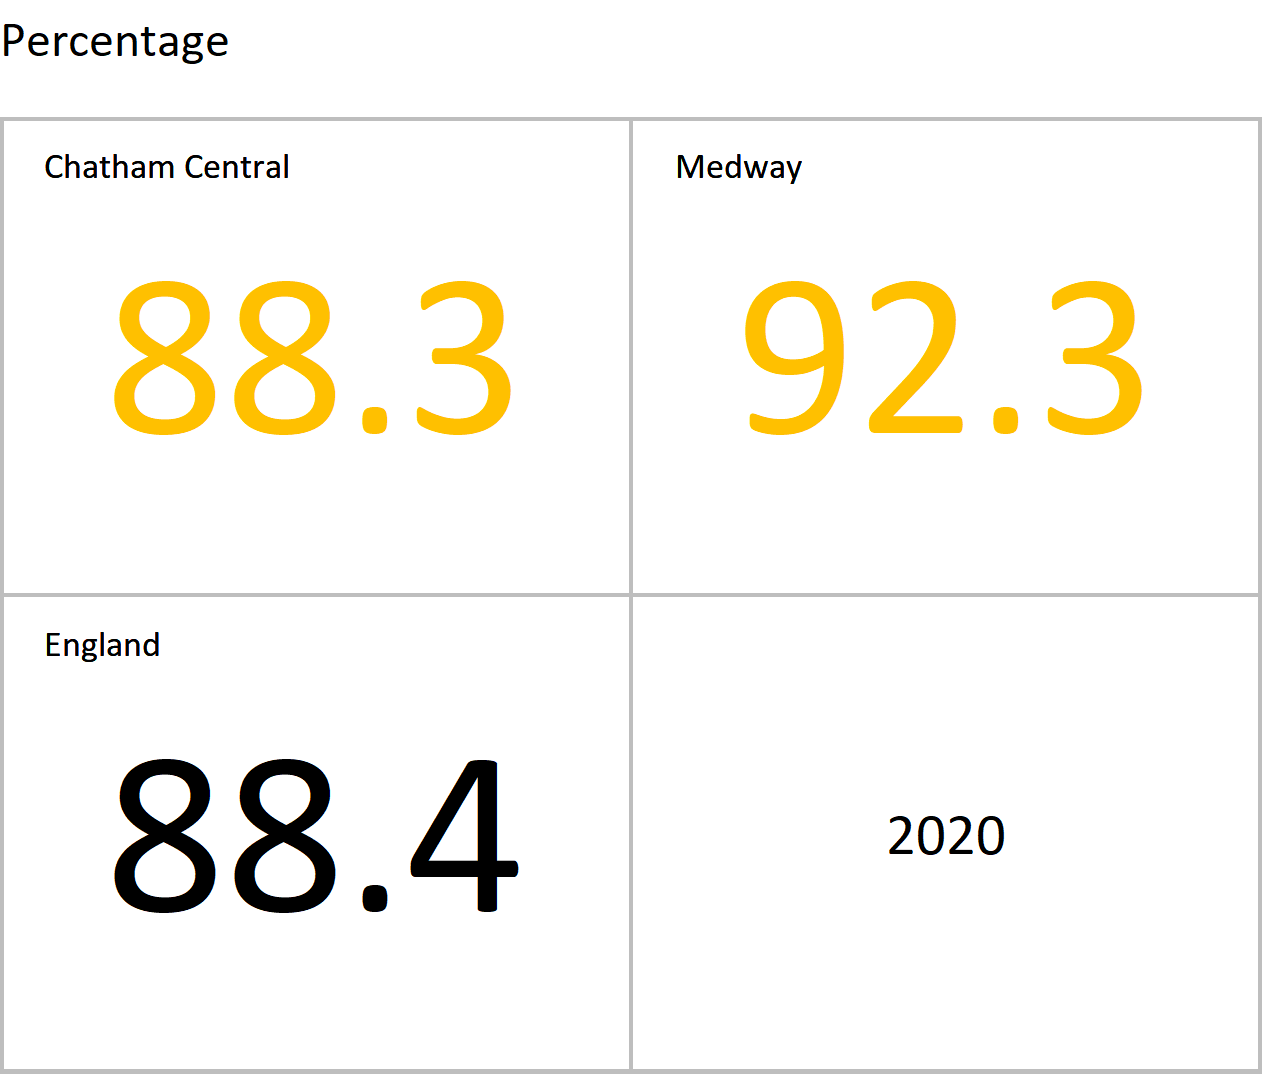 Percentage
Chatham Central
Medway
88.3
92.3
England
88.4
2020